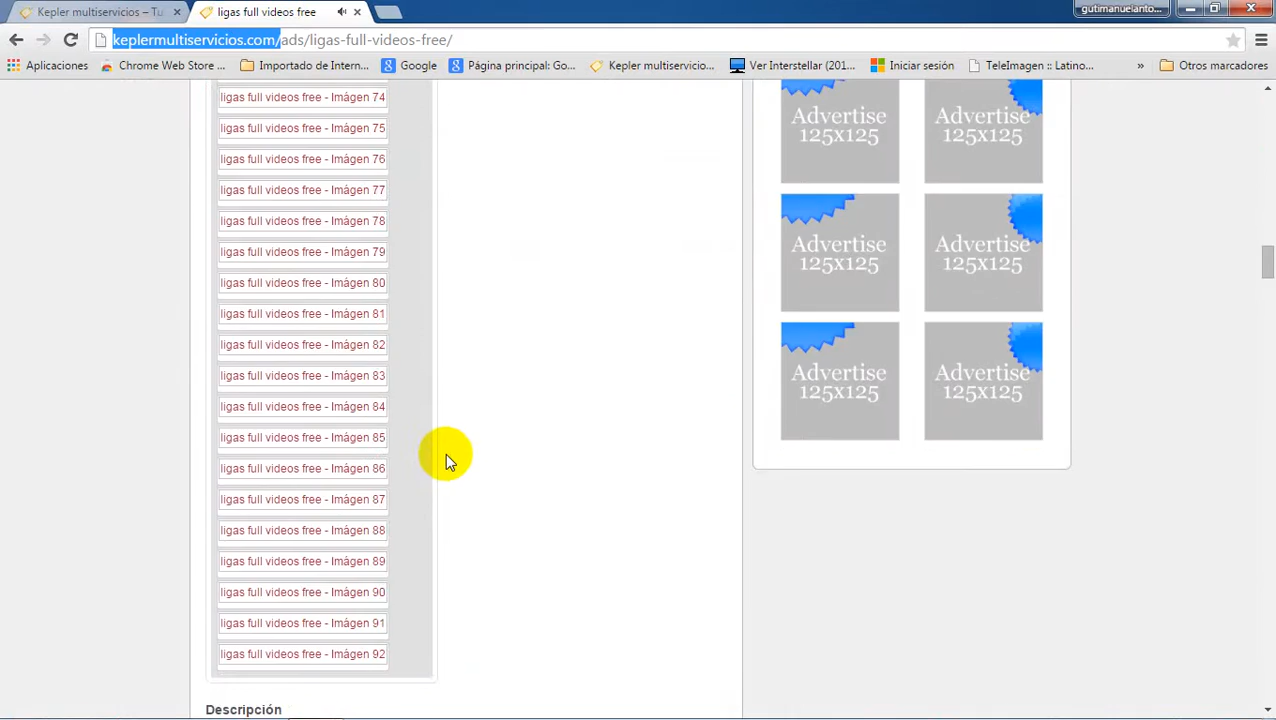 Kepler multiservicios – Tu
ligas full videos free
gutimanuelanto...
keplermultiservicios.com/ads/ligas-full-videos-free/
Aplicaciones
Chrome Web Store ...
Importado de Intern...
Google
Página principal: Go...
Kepler multiservicio...
Ver Interstellar (201...
Iniciar sesión
TeleImagen :: Latino...
»
Otros marcadores
ligas full videos free - Imágen 74
ligas full videos free - Imágen 75
ligas full videos free - Imágen 76
ligas full videos free - Imágen 77
ligas full videos free - Imágen 78
ligas full videos free - Imágen 79
ligas full videos free - Imágen 80
ligas full videos free - Imágen 81
ligas full videos free - Imágen 82
ligas full videos free - Imágen 83
ligas full videos free - Imágen 84
ligas full videos free - Imágen 85
ligas full videos free - Imágen 86
ligas full videos free - Imágen 87
ligas full videos free - Imágen 88
ligas full videos free - Imágen 89
ligas full videos free - Imágen 90
ligas full videos free - Imágen 91
ligas full videos free - Imágen 92
Descripción
Advertise
125x125
Advertise
125x125
Advertise
125x125
Advertise
125x125
Advertise
125x125
Advertise
125x125